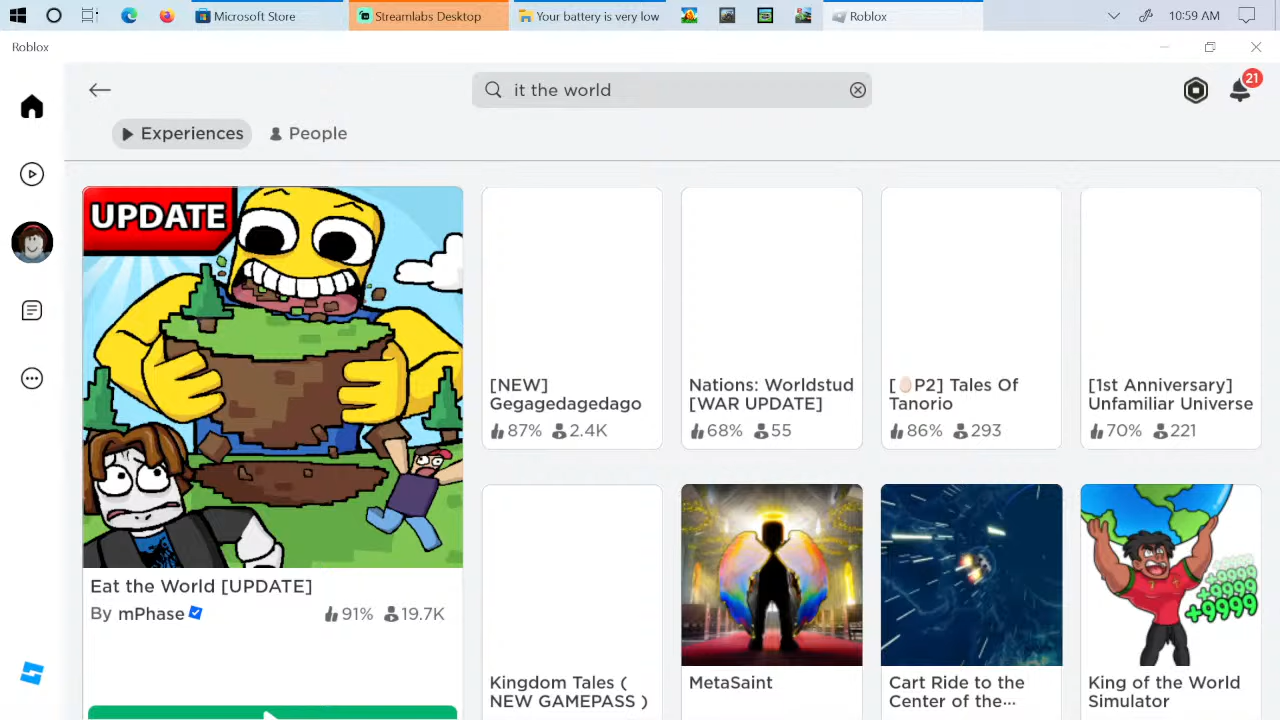 Microsoft Store
Streamlabs Desktop
Your battery is very low
Roblox
10:59 AM
Roblox
it the world
21
Experiences
People
UPDATE
Eat the World [UPDATE]
By mPhase
91%
19.7K
[NEW]
Gegagedagedago
87%
2.4K
Nations: Worldstud
[WAR UPDATE]
68%
55
[🥚P2] Tales Of
Tanorio
86%
293
[1st Anniversary]
Unfamiliar Universe
70%
221
Kingdom Tales (
NEW GAMEPASS )
MetaSaint
Cart Ride to the
Center of the···
+9999
+9999
+9999
King of the World
Simulator